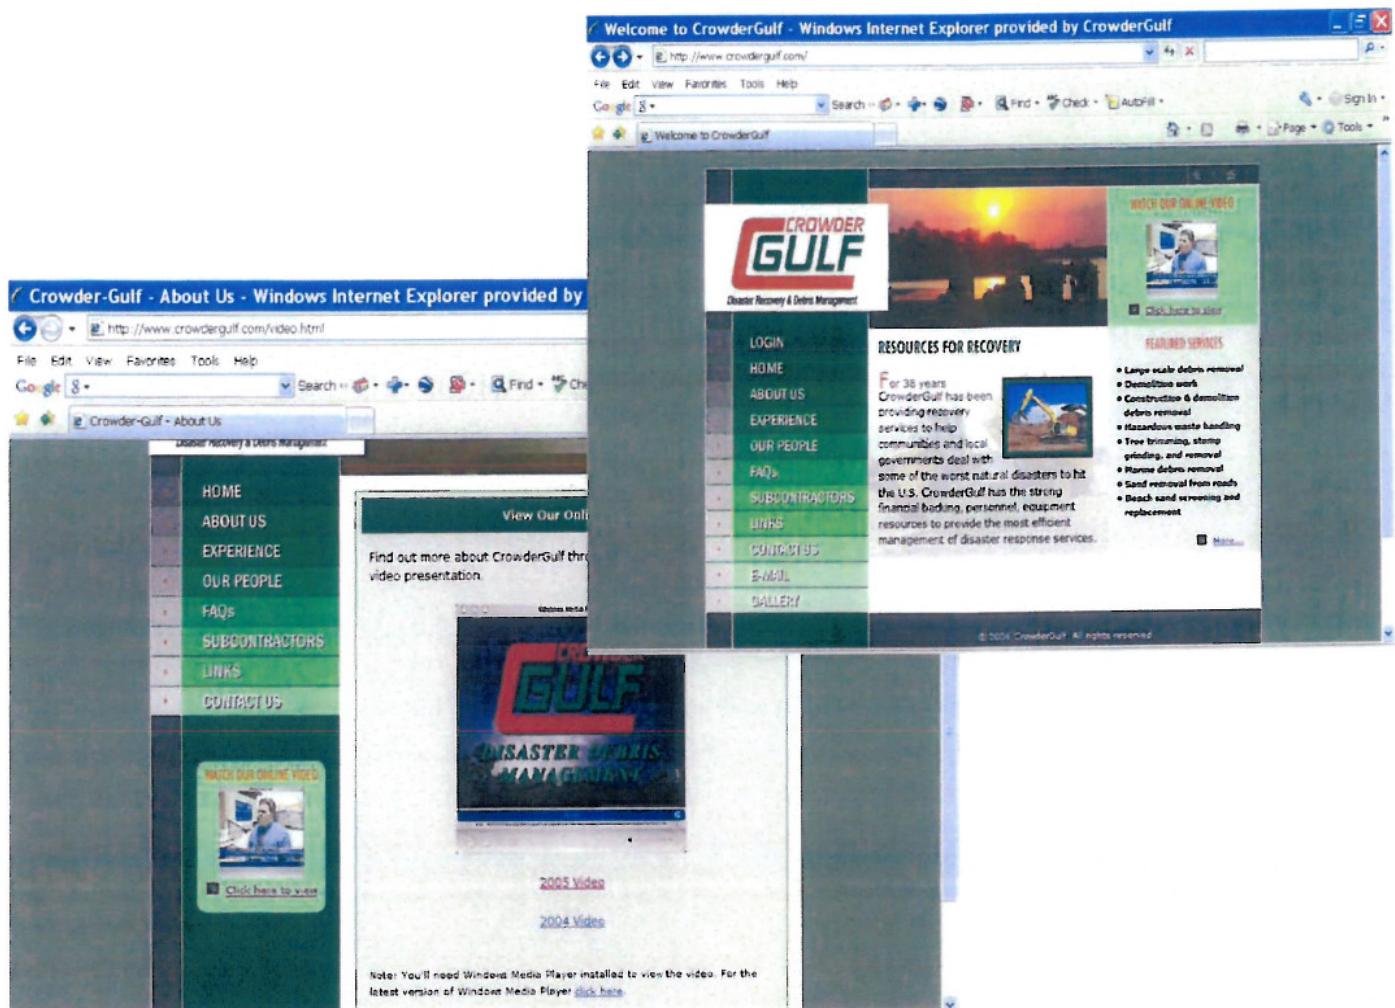 Welcome to CrowderGulf - Windows Internet Explorer provided by CrowderGulf
http://www.crowdergulf.com/
File Edit View Favorites Tools Help
Google Search Find Check AutoFill Sign In
Welcome to CrowderGulf Page Tools
CROWDER
GULF
Disaster Recovery & Debris Management
WATCH OUR ONLINE VIDEO
Click here to view
LOGIN
HOME
ABOUT US
EXPERIENCE
OUR PEOPLE
FAQs
SUBCONTRACTORS
LINKS
CONTACT US
E-MAIL
GALLERY
RESOURCES FOR RECOVERY
For 38 years
CrowderGulf has been
providing recovery
services to help
communities and local
governments deal with
some of the worst natural disasters to hit
the U.S. CrowderGulf has the strong
financial backing, personnel, equipment
resources to provide the most efficient
management of disaster response services.
FEATURED SERVICES
• Large scale debris removal
• Demolition work
• Construction & demolition
debris removal
• Hazardous waste handling
• Tree trimming, stump
grinding, and removal
• Marine debris removal
• Sand removal from roads
• Beach sand screening and
replacement
More...
© 2006 CrowderGulf. All rights reserved
Crowder-Gulf - About Us - Windows Internet Explorer provided by
http://www.crowdergulf.com/video.html
File Edit View Favorites Tools Help
Google Search Find
Crowder-Gulf - About Us
Disaster Recovery & Debris Management
HOME
ABOUT US
EXPERIENCE
OUR PEOPLE
FAQs
SUBCONTRACTORS
LINKS
CONTACT US
WATCH OUR ONLINE VIDEO
Click here to view
View Our Onli
Find out more about CrowderGulf thro
video presentation.
CROWDER
GULF
DISASTER DEBRIS
MANAGEMENT
2005 Video
2004 Video
Note: You'll need Windows Media Player installed to view the video. For the
latest version of Windows Media Player click here.